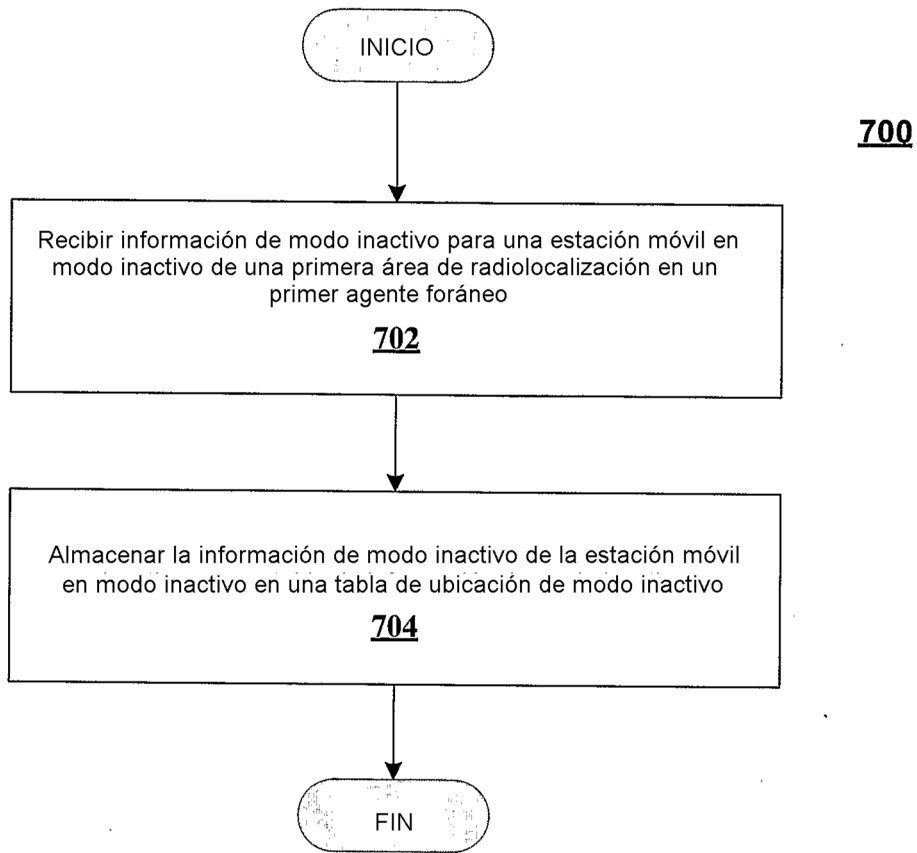 INICIO
700
Recibir información de modo inactivo para una estación móvil en
modo inactivo de una primera área de radiolocalización en un
primer agente foráneo
702
Almacenar la información de modo inactivo de la estación móvil
en modo inactivo en una tabla de ubicación de modo inactivo
704
FIN